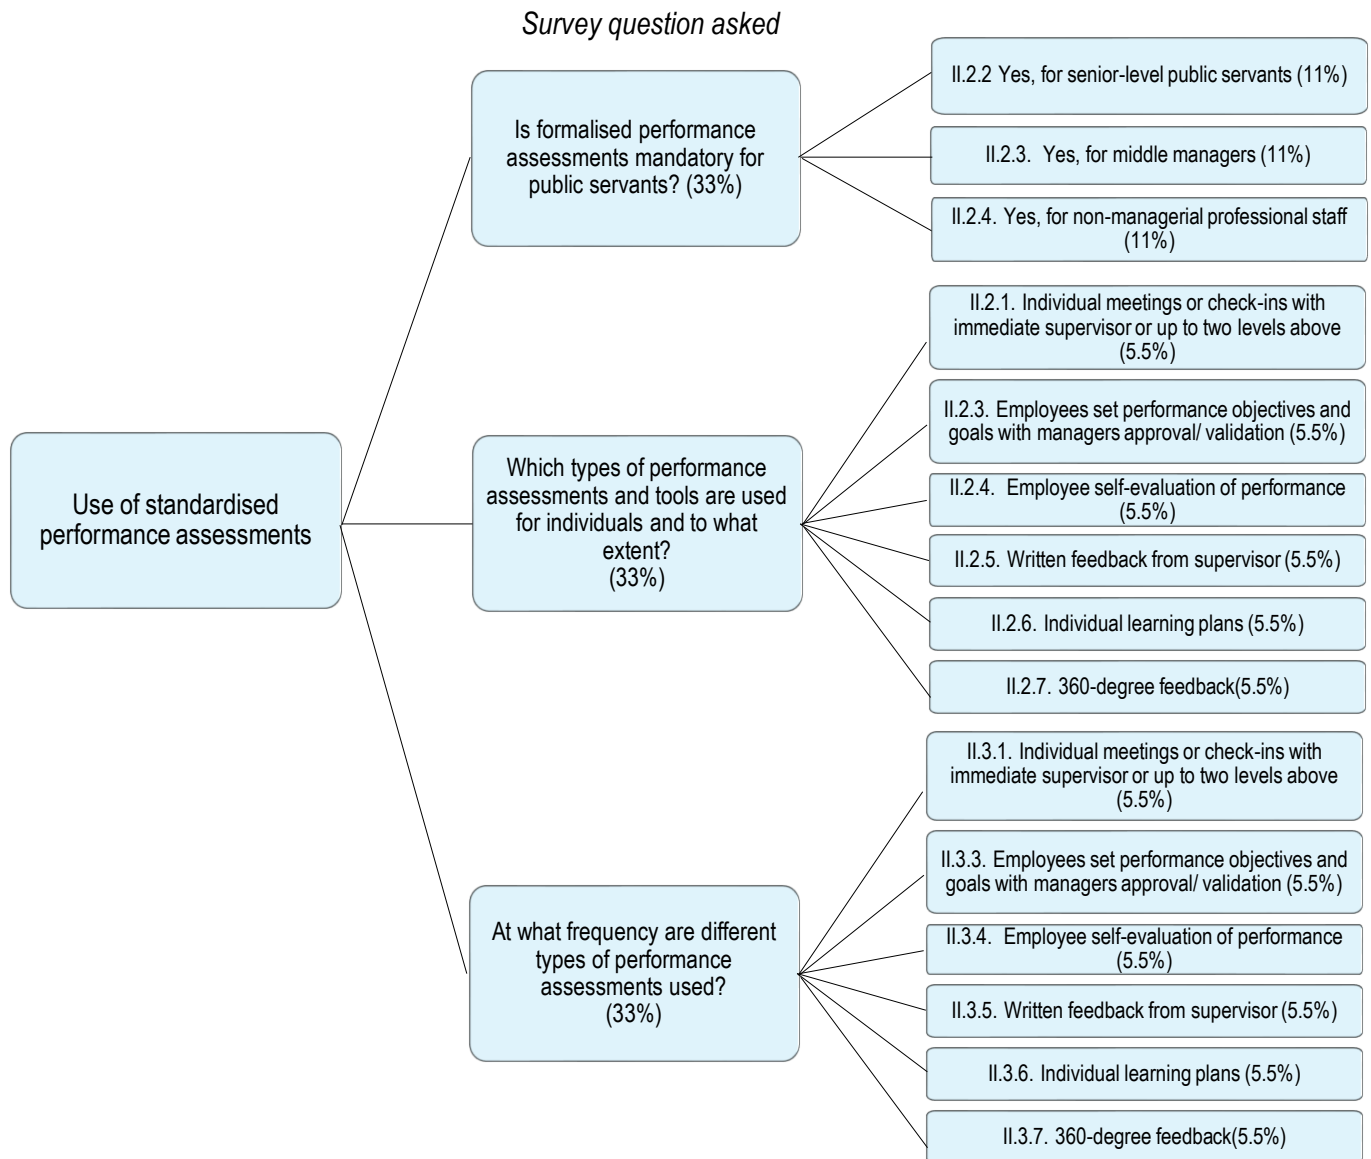 Survey question asked
Is formalised performance
assessments mandatory for
public servants? (33%)
II.2.2 Yes, for senior-level public servants (11%)
II.2.3. Yes, for middle managers (11%)
II.2.4. Yes, for non-managerial professional staff
(11%)
Use of standardised
performance assessments
Which types of performance
assessments and tools are used
for individuals and to what
extent?
(33%)
II.2.1. Individual meetings or check-ins with
immediate supervisor or up to two levels above
(5.5%)
II.2.3. Employees set performance objectives and
goals with managers approval/ validation (5.5%)
II.2.4. Employee self-evaluation of performance
(5.5%)
II.2.5. Written feedback from supervisor (5.5%)
II.2.6. Individual learning plans (5.5%)
II.2.7. 360-degree feedback(5.5%)
At what frequency are different
types of performance
assessments used?
(33%)
II.3.1. Individual meetings or check-ins with
immediate supervisor or up to two levels above
(5.5%)
II.3.3. Employees set performance objectives and
goals with managers approval/ validation (5.5%)
II.3.4. Employee self-evaluation of performance
(5.5%)
II.3.5. Written feedback from supervisor (5.5%)
II.3.6. Individual learning plans (5.5%)
II.3.7. 360-degree feedback(5.5%)